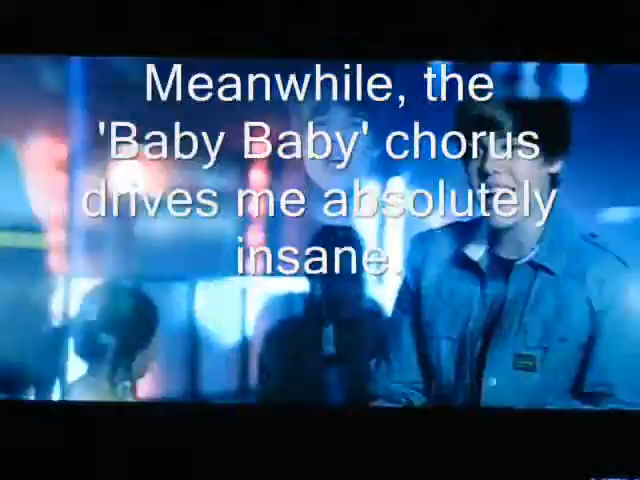 Meanwhile, the
'Baby Baby' chorus
drives me absolutely
insane.